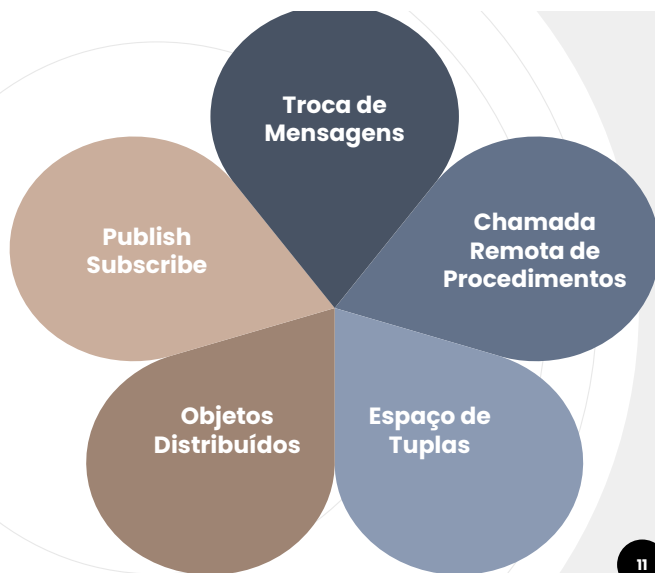 Troca de
Mensagens
Chamada
Remota de
Procedimentos
Publish
Subscribe
Objetos
Distribuídos
Espaço de
Tuplas
11